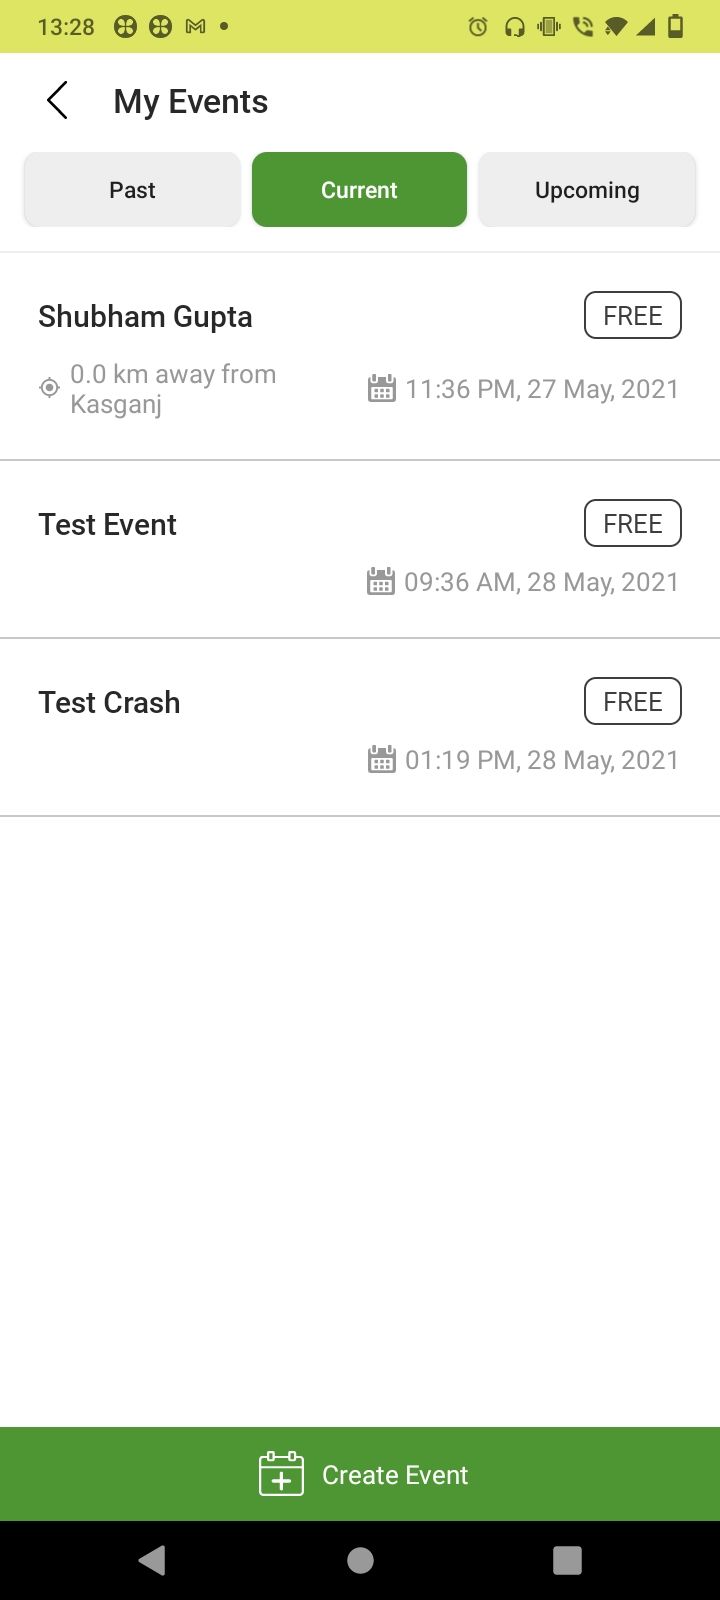 13:28
My Events
Past
Current
Upcoming
Shubham Gupta
FREE
0.0 km away from
Kasganj
11:36 PM, 27 May, 2021
Test Event
FREE
09:36 AM, 28 May, 2021
Test Crash
FREE
01:19 PM, 28 May, 2021
Create Event